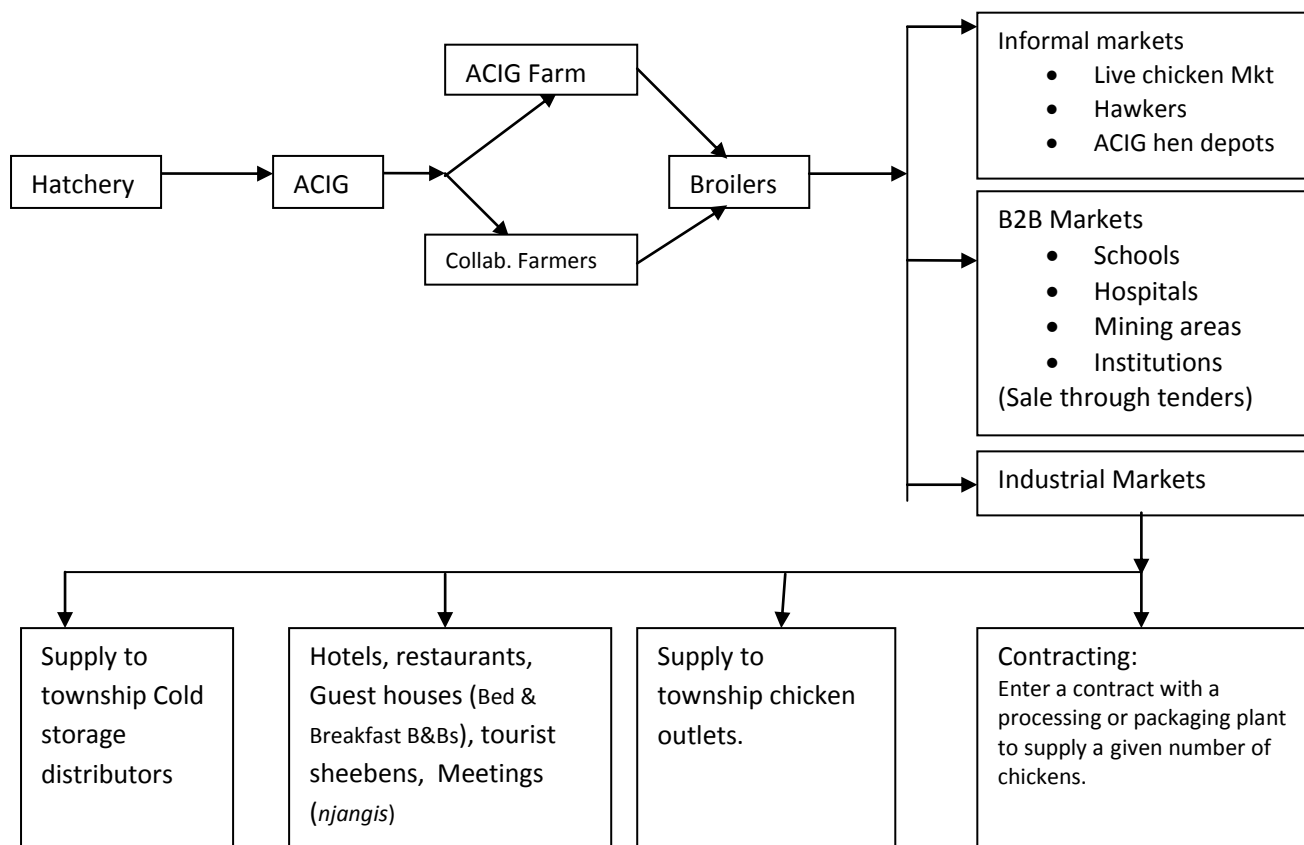 Informal markets
• Live chicken Mkt
• Hawkers
• ACIG hen depots
ACIG Farm
Hatchery
ACIG
Broilers
Collab. Farmers
B2B Markets
• Schools
• Hospitals
• Mining areas
• Institutions
(Sale through tenders)
Industrial Markets
Supply to
township Cold
storage
distributors
Hotels, restaurants,
Guest houses (Bed &
Breakfast B&Bs), tourist
sheebens, Meetings
(njangis)
Supply to
township chicken
outlets.
Contracting:
Enter a contract with a
processing or packaging plant
to supply a given number of
chickens.